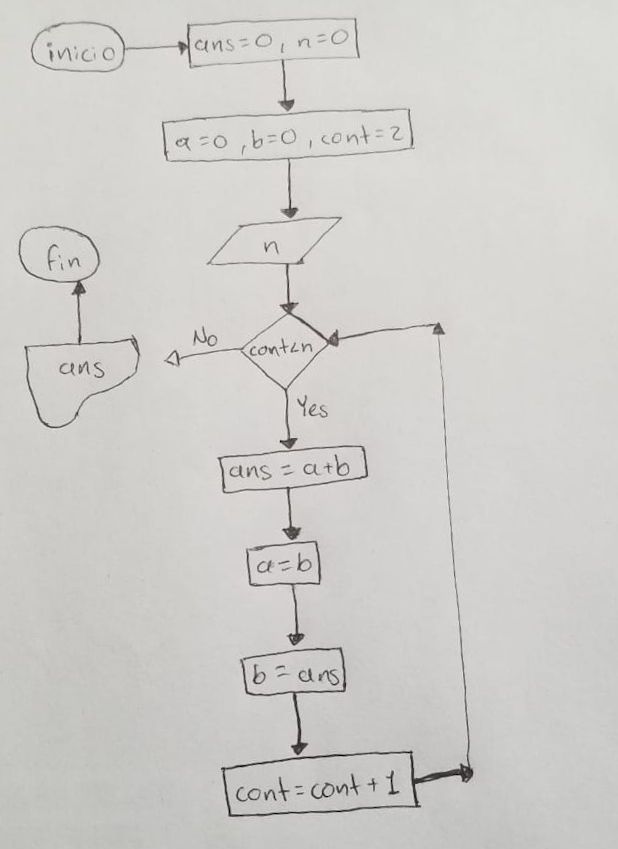 inicio
ans=0, n=0
a=0, b=0, cont=2
n
fin
No
cont<n
ans
Yes
ans = a+b
a=b
b = ans
cont=cont+1